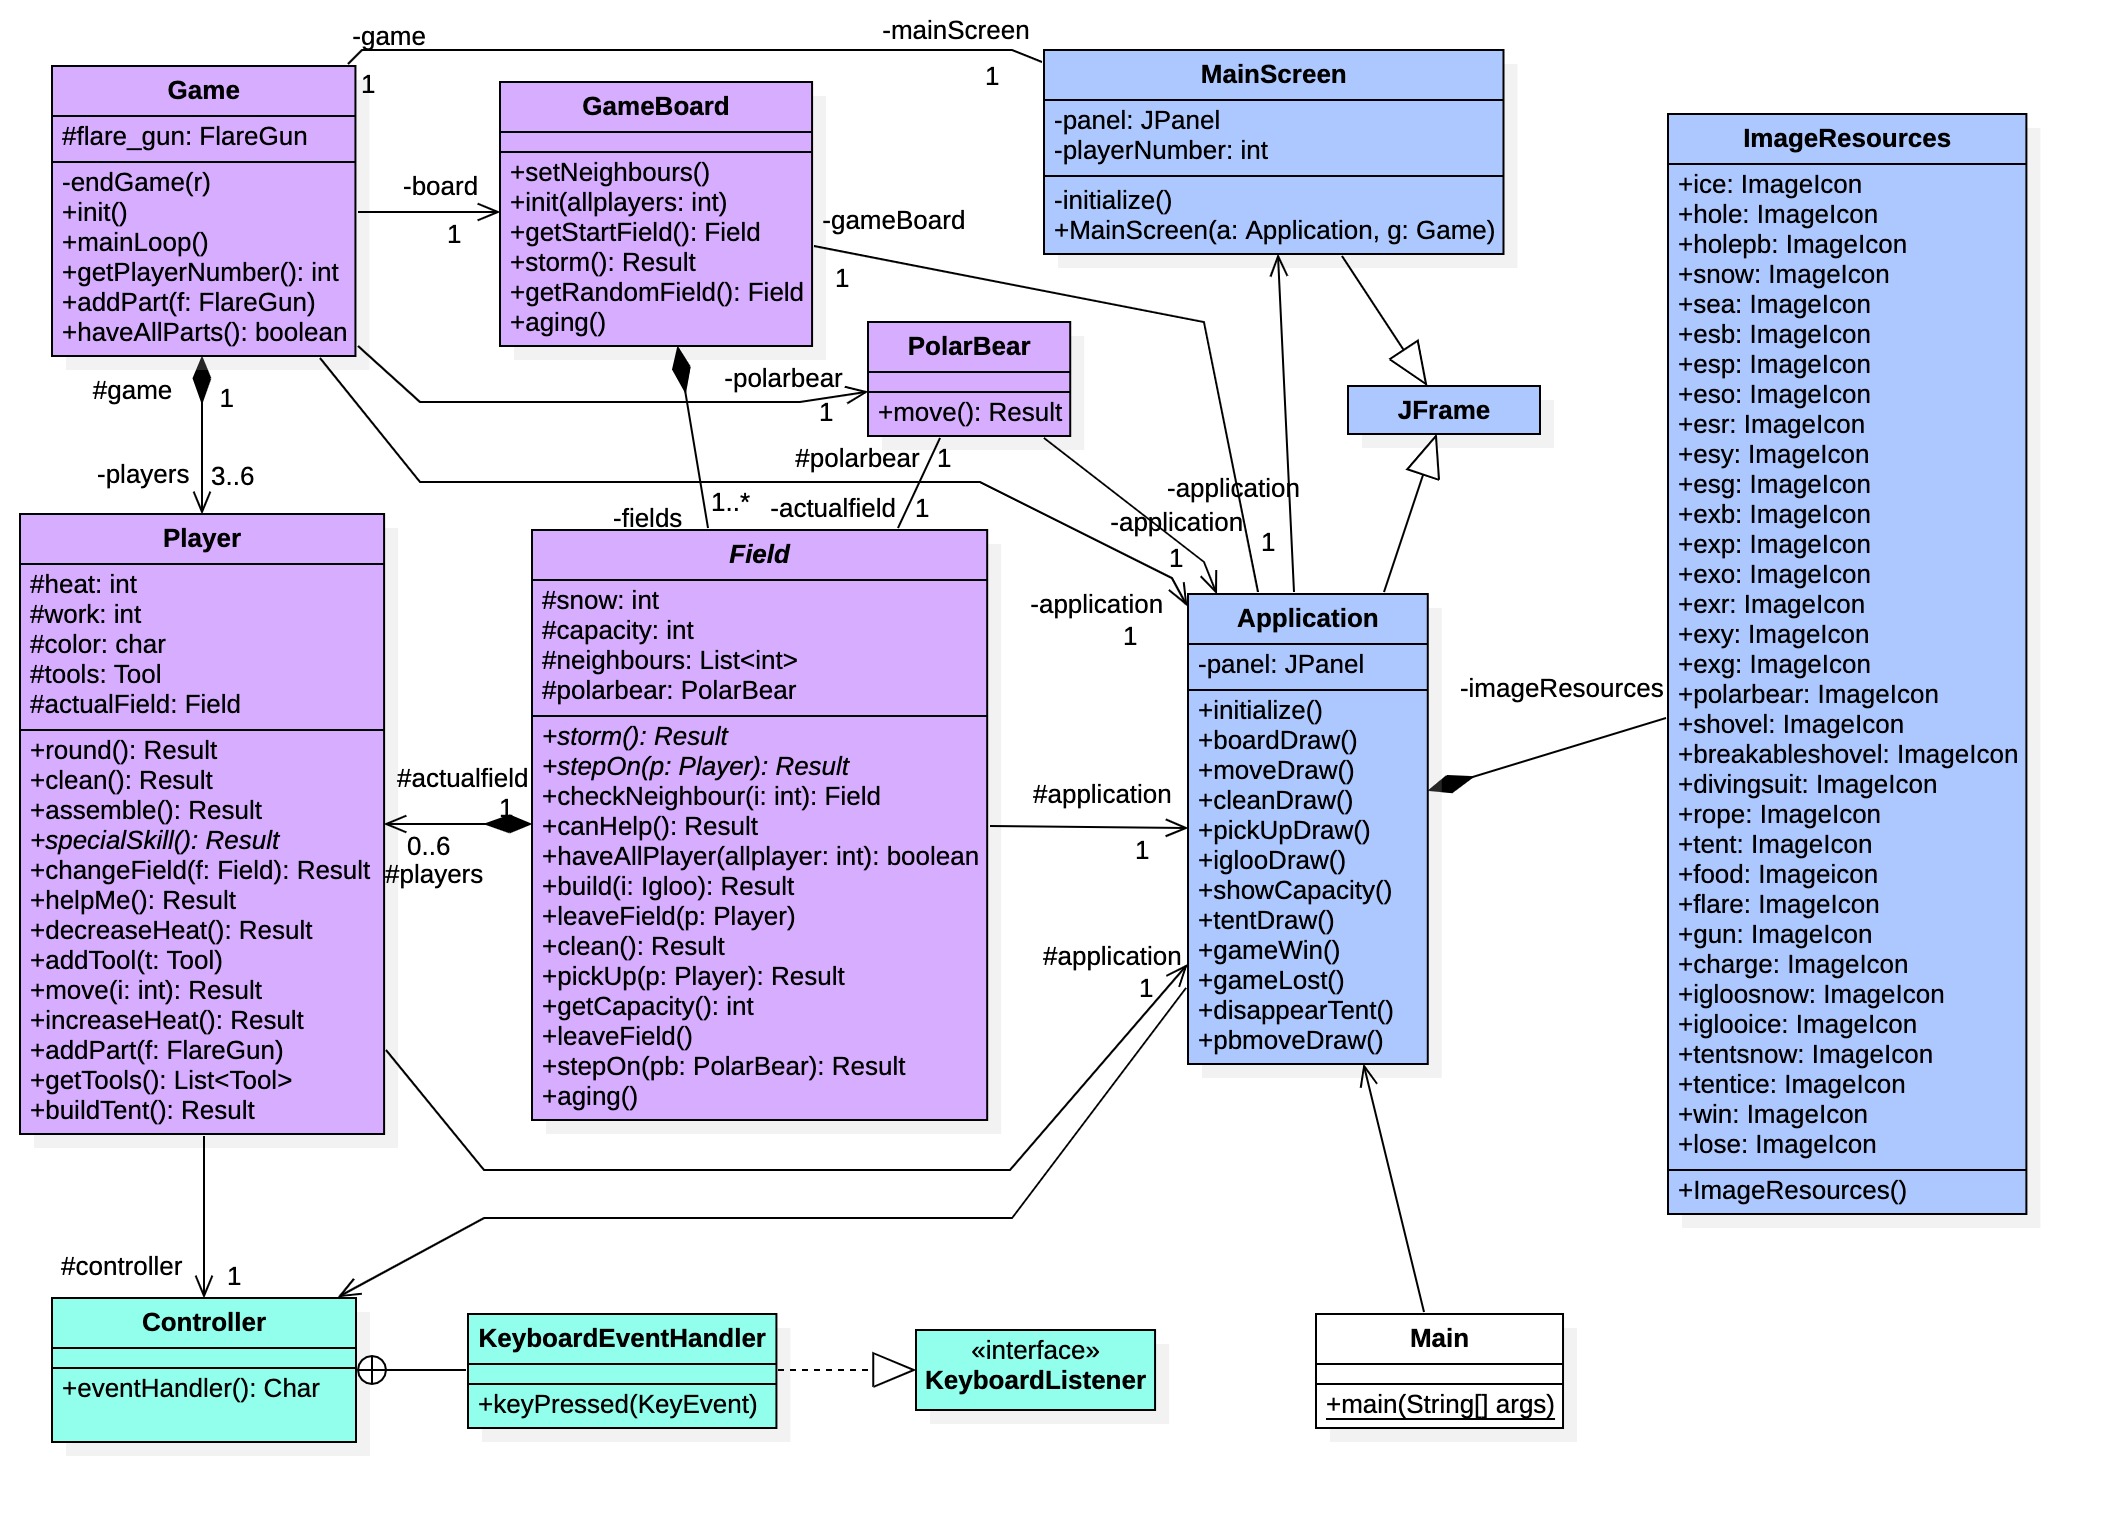 -game
1
-mainScreen
1
Game
#flare_gun: FlareGun
-endGame(r)
+init()
+mainLoop()
+getPlayerNumber(): int
+addPart(f: FlareGun)
+haveAllParts(): boolean
-board
1
GameBoard
+setNeighbours()
+init(allplayers: int)
+getStartField(): Field
+storm(): Result
+getRandomField(): Field
+aging()
-gameBoard
1
MainScreen
-panel: JPanel
-playerNumber: int
-initialize()
+MainScreen(a: Application, g: Game)
ImageResources
+ice: ImageIcon
+hole: ImageIcon
+holepb: ImageIcon
+snow: ImageIcon
+sea: ImageIcon
+esb: ImageIcon
+esp: ImageIcon
+eso: ImageIcon
+esr: ImageIcon
+esy: ImageIcon
+esg: ImageIcon
+exb: ImageIcon
+exp: ImageIcon
+exo: ImageIcon
+exr: ImageIcon
+exy: ImageIcon
+exg: ImageIcon
+polarbear: ImageIcon
+shovel: ImageIcon
+breakableshovel: ImageIcon
+divingsuit: ImageIcon
+rope: ImageIcon
+tent: ImageIcon
+food: Imageicon
+flare: ImageIcon
+gun: ImageIcon
+charge: ImageIcon
+igloosnow: ImageIcon
+iglooice: ImageIcon
+tentsnow: ImageIcon
+tentice: ImageIcon
+win: ImageIcon
+lose: ImageIcon
+ImageResources()
PolarBear
+move(): Result
-polarbear
1
JFrame
#game
1
-players
3..6
#polarbear
1
-actualfield
1
-fields
1..*
-application
1
-application
1
-application
1
Player
#heat: int
#work: int
#color: char
#tools: Tool
#actualField: Field
+round(): Result
+clean(): Result
+assemble(): Result
+specialSkill(): Result
+changeField(f: Field): Result
+helpMe(): Result
+decreaseHeat(): Result
+addTool(t: Tool)
+move(i: int): Result
+increaseHeat(): Result
+addPart(f: FlareGun)
+getTools(): List<Tool>
+buildTent(): Result
#actualfield
1
0..6
#players
Field
#snow: int
#capacity: int
#neighbours: List<int>
#polarbear: PolarBear
+storm(): Result
+stepOn(p: Player): Result
+checkNeighbour(i: int): Field
+canHelp(): Result
+haveAllPlayer(allplayer: int): boolean
+build(i: Igloo): Result
+leaveField(p: Player)
+clean(): Result
+pickUp(p: Player): Result
+getCapacity(): int
+leaveField()
+stepOn(pb: PolarBear): Result
+aging()
#application
1
#application
1
Application
-panel: JPanel
+initialize()
+boardDraw()
+moveDraw()
+cleanDraw()
+pickUpDraw()
+iglooDraw()
+showCapacity()
+tentDraw()
+gameWin()
+gameLost()
+disappearTent()
+pbmoveDraw()
-imageResources
#controller
1
Controller
+eventHandler(): Char
KeyboardEventHandler
+keyPressed(KeyEvent)
«interface»
KeyboardListener
Main
+main(String[] args)